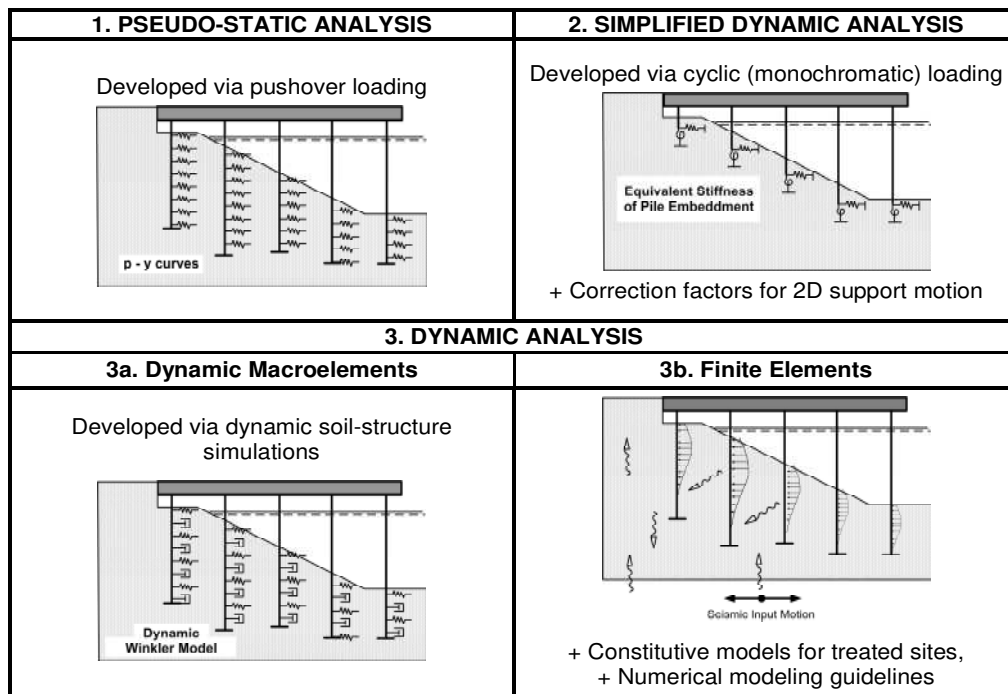 1. PSEUDO-STATIC ANALYSIS
2. SIMPLIFIED DYNAMIC ANALYSIS
Developed via pushover loading
p - y curves
Developed via cyclic (monochromatic) loading
Equivalent Stiffness
of Pile Embeddment
+ Correction factors for 2D support motion
3. DYNAMIC ANALYSIS
3a. Dynamic Macroelements
3b. Finite Elements
Developed via dynamic soil-structure
simulations
Dynamic
Winkler Model
Seismic Input Motion
+ Constitutive models for treated sites,
+ Numerical modeling guidelines